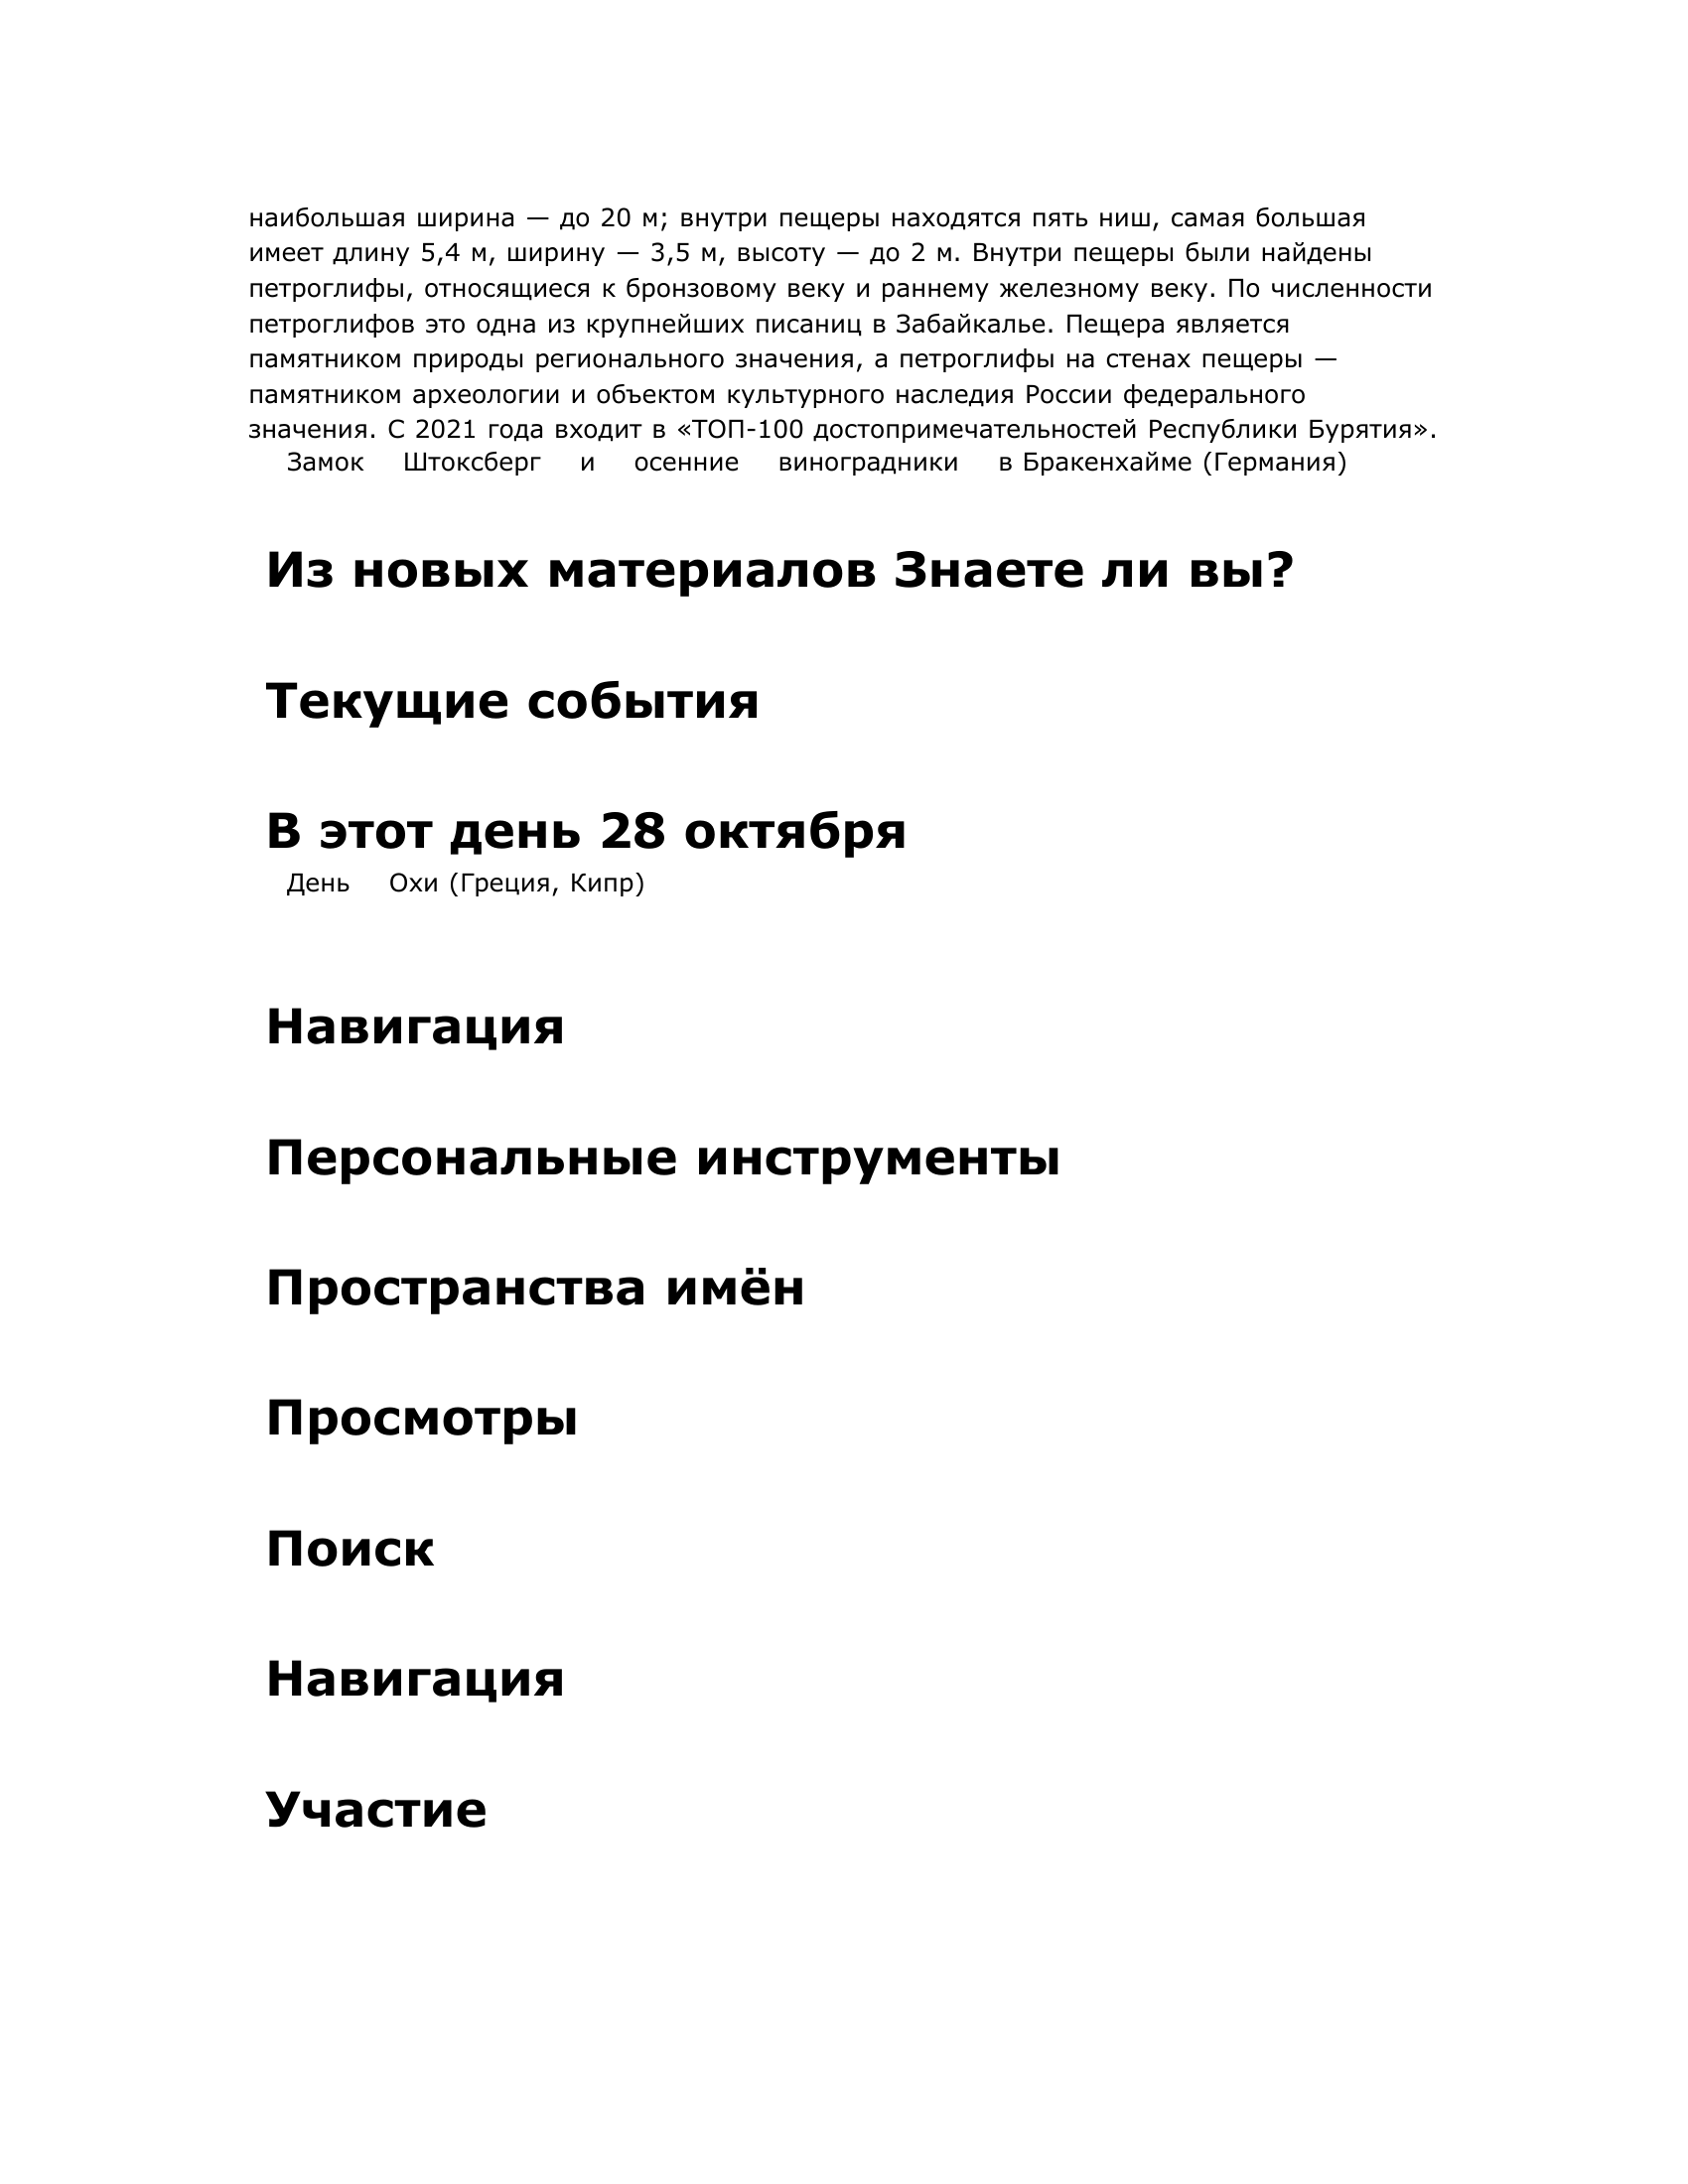 наибольшая ширина — до 20 м; внутри пещеры находятся пять ниш, самая большая
имеет длину 5,4 м, ширину — 3,5 м, высоту — до 2 м. Внутри пещеры были найдены
петроглифы, относящиеся к бронзовому веку и раннему железному веку. По численности
петроглифов это одна из крупнейших писаниц в Забайкалье. Пещера является
памятником природы регионального значения, а петроглифы на стенах пещеры —
памятником археологии и объектом культурного наследия России федерального
значения. С 2021 года входит в «ТОП-100 достопримечательностей Республики Бурятия».
Замок Штоксберг и осенние виноградники в Бракенхайме (Германия)
Из новых материалов Знаете ли вы?
Текущие события
В этот день 28 октября
День Охи (Греция, Кипр)
Навигация
Персональные инструменты
Пространства имён
Просмотры
Поиск
Навигация
Участие